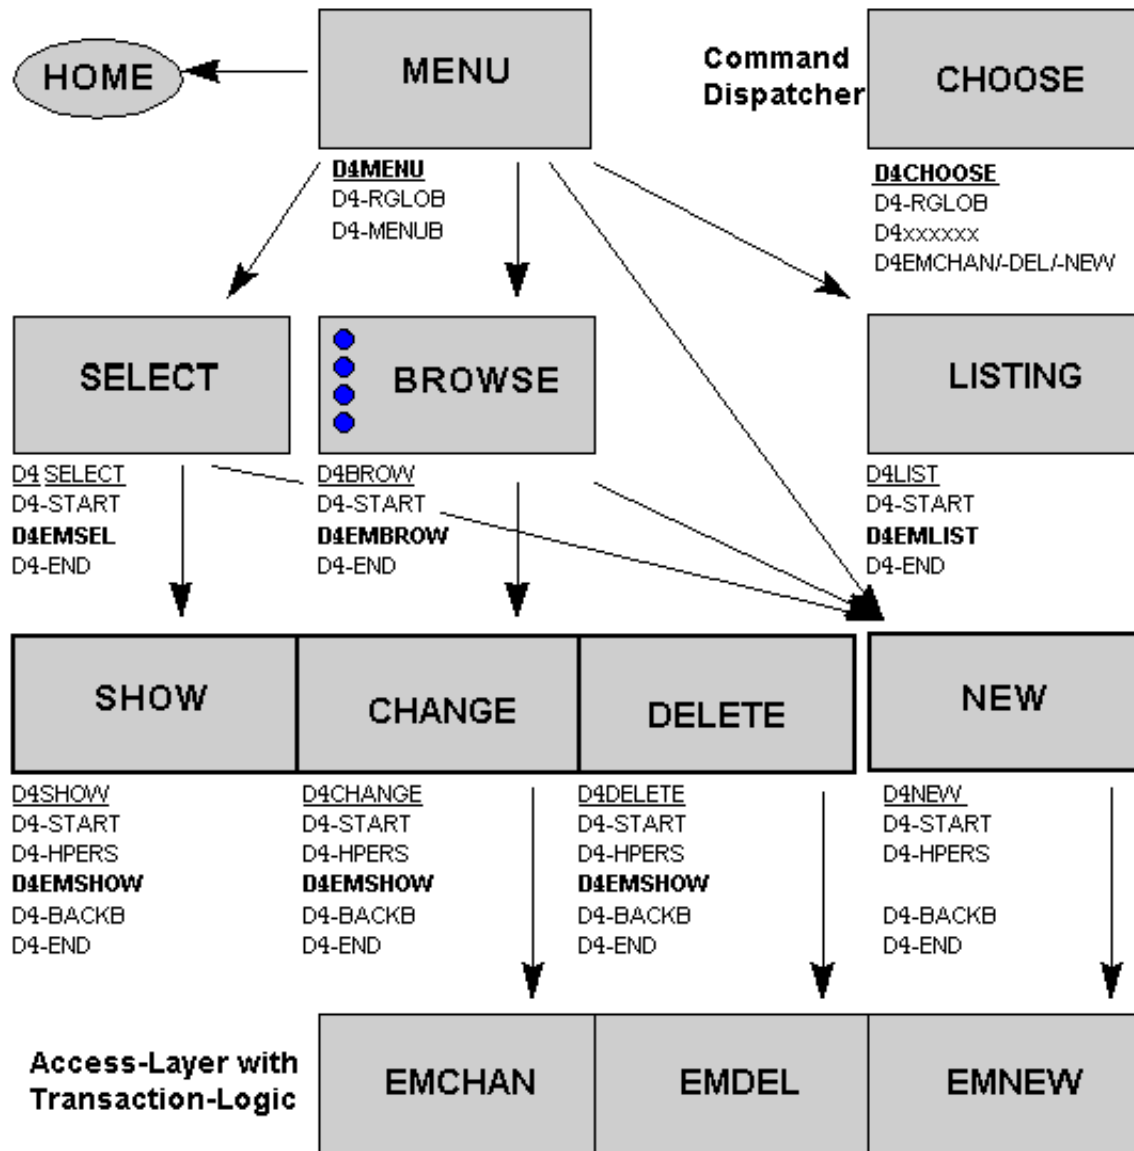 HOME
MENU
Command
Dispatcher
CHOOSE
D4MENU
D4-RGLOB
D4-MENUB
D4CHOOSE
D4-RGLOB
D4xxxxxx
D4EMCHAN/-DEL/-NEW
SELECT
BROWSE
LISTING
D4 SELECT
D4-START
D4EMSEL
D4-END
D4BROW
D4-START
D4EMBROW
D4-END
D4LIST
D4-START
D4EMLIST
D4-END
SHOW
CHANGE
DELETE
NEW
D4SHOW
D4-START
D4-HPERS
D4EMSHOW
D4-BACKB
D4-END
D4CHANGE
D4-START
D4-HPERS
D4EMSHOW
D4-BACKB
D4-END
D4DELETE
D4-START
D4-HPERS
D4EMSHOW
D4-BACKB
D4-END
D4NEW
D4-START
D4-HPERS
D4-BACKB
D4-END
Access-Layer with
Transaction-Logic
EMCHAN
EMDEL
EMNEW